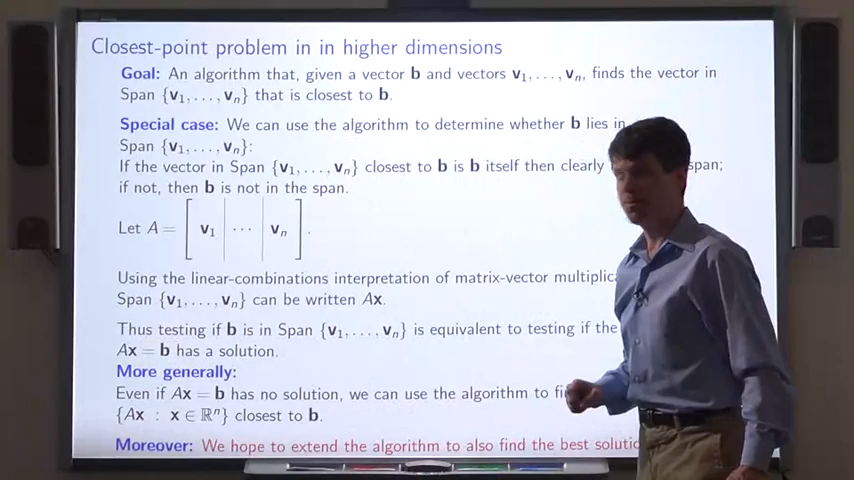 Closest-point problem in in higher dimensions
Goal: An algorithm that, given a vector b and vectors v₁, . . . , vₙ, finds the vector in
Span {v₁, . . . , vₙ} that is closest to b.
Special case: We can use the algorithm to determine whether b lies in
Span {v₁, . . . , vₙ}:
If the vector in Span {v₁, . . . , vₙ} closest to b is b itself then clearly span;
if not, then b is not in the span.
Let A = [ v₁ | · · · | vₙ ].
Using the linear-combinations interpretation of matrix-vector
Span {v₁, . . . , vₙ} can be written Ax.
Thus testing if b is in Span {v₁, . . . , vₙ} is equivalent to testing if the
Ax = b has a solution.
More generally:
Even if Ax = b has no solution, we can use the algorithm to
{Ax : x ∈ ℝⁿ} closest to b.
Moreover: We hope to extend the algorithm to also find the best